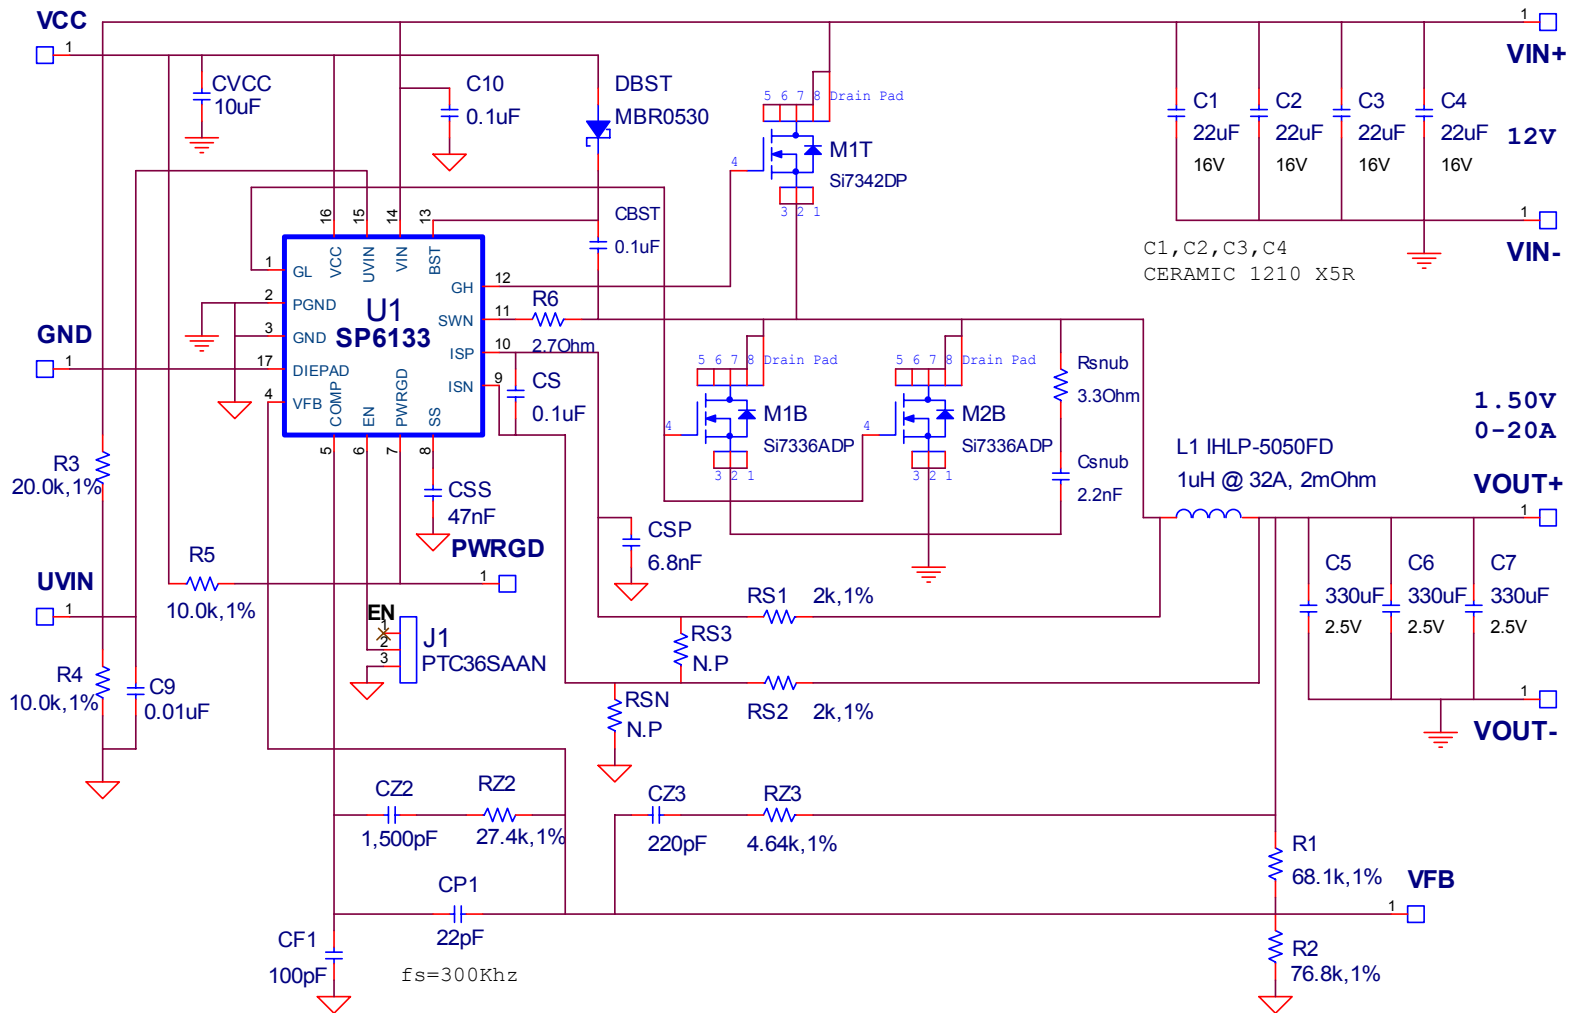 VCC
1
CVCC
10uF
C10
0.1uF
DBST
MBR0530
5 6 7 8 Drain Pad
4
M1T
Si7342DP
3 2 1
C1
22uF
16V
C2
22uF
16V
C3
22uF
16V
C4
22uF
16V
1
VIN+
12V
1
VIN-
C1,C2,C3,C4
CERAMIC 1210 X5R
CBST
0.1uF
16
15
14
13
VCC
UVIN
VIN
BST
1
GL
2
PGND
3
GND
17
DIEPAD
4
VFB
U1
SP6133
12
GH
11
SWN
10
ISP
9
ISN
COMP
EN
PWRGD
SS
5
6
7
8
GND
1
R6
2.7Ohm
CS
0.1uF
5 6 7 8 Drain Pad
4
M1B
Si7336ADP
3 2 1
5 6 7 8 Drain Pad
4
M2B
Si7336ADP
3 2 1
Rsnub
3.3Ohm
Csnub
2.2nF
1.50V
0-20A
L1 IHLP-5050FD
1uH @ 32A, 2mOhm
VOUT+
1
R3
20.0k,1%
CSS
47nF
PWRGD
1
CSP
6.8nF
R5
10.0k,1%
UVIN
1
EN
1
2
3
J1
PTC36SAAN
RS1
2k,1%
RS3
N.P
RSN
N.P
RS2
2k,1%
C5
330uF
2.5V
C6
330uF
2.5V
C7
330uF
2.5V
1
VOUT-
R4
10.0k,1%
C9
0.01uF
CZ2
1,500pF
RZ2
27.4k,1%
CZ3
220pF
RZ3
4.64k,1%
R1
68.1k,1%
VFB
1
CP1
22pF
CF1
100pF
fs=300Khz
R2
76.8k,1%